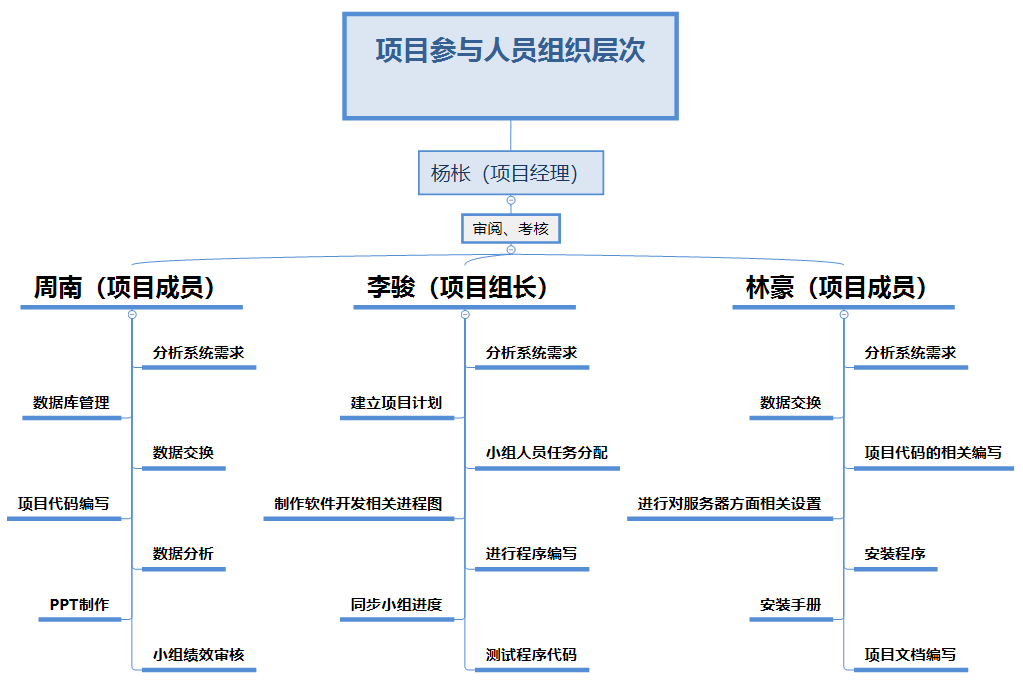 项目参与人员组织层次
杨枨（项目经理）
审阅、考核
周南（项目成员）
分析系统需求
数据库管理
数据交换
项目代码编写
数据分析
PPT制作
小组绩效审核
李骏（项目组长）
分析系统需求
建立项目计划
小组人员任务分配
制作软件开发相关进程图
进行程序编写
同步小组进度
测试程序代码
林豪（项目成员）
分析系统需求
数据交换
项目代码的相关编写
进行对服务器方面相关设置
安装程序
安装手册
项目文档编写